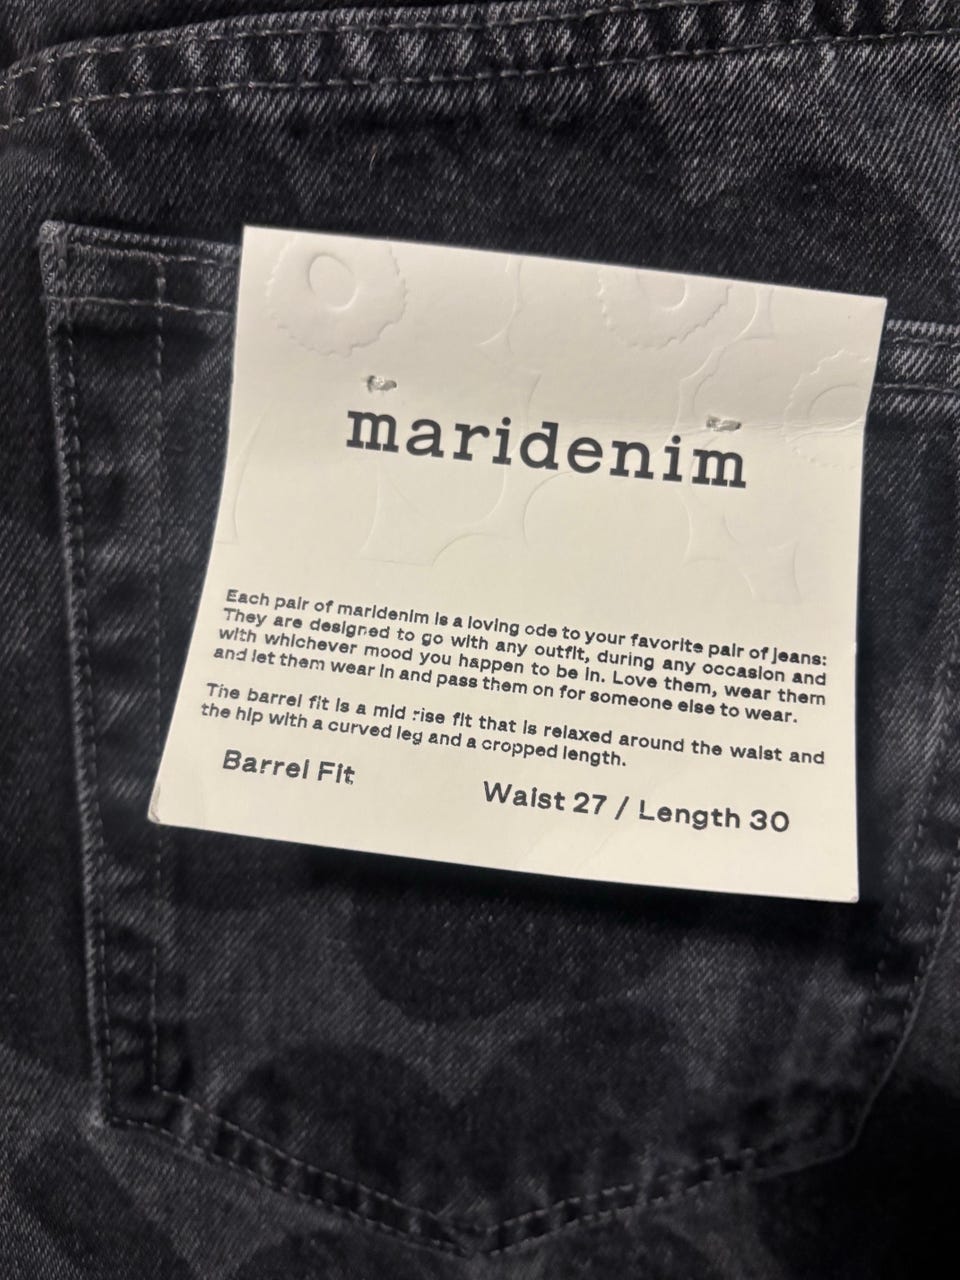 maridenim
Each pair of maridenim is a loving ode to your favorite pair of jeans:
They are designed to go with any outfit, during any occasion and
with whichever mood you happen to be in. Love them, wear them
and let them wear in and pass them on for someone else to wear.
The barrel fit is a mid rise fit that is relaxed around the waist and
the hip with a curved leg and a cropped length.
Barrel Fit
Waist 27 / Length 30